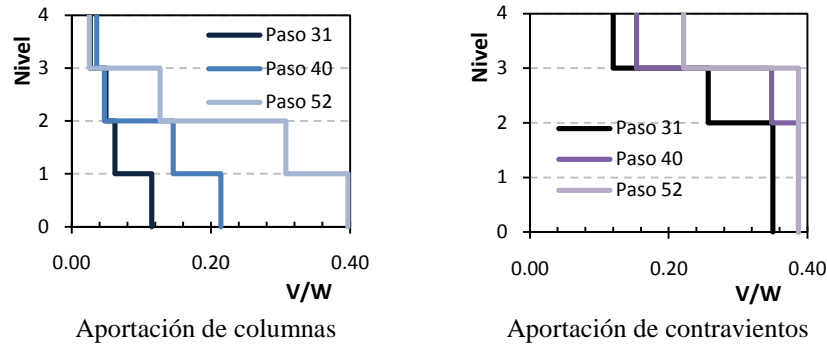 Nivel
4
3
2
1
0
0.00 0.20 0.40
V/W
Paso 31
Paso 40
Paso 52
Aportación de columnas
Nivel
4
3
2
1
0
0.00 0.20 0.40
V/W
Paso 31
Paso 40
Paso 52
Aportación de contravientos